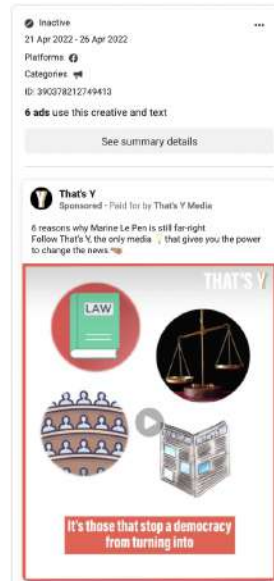 Inactive
21 Apr 2022 - 26 Apr 2022
Platforms
Categories
ID: 390378212749413
6 ads use this creative and text
See summary details
That's Y
Sponsored · Paid for by That's Y Media
6 reasons why Marine Le Pen is still far-right
Follow That's Y, the only media that gives you the power
to change the news.
THAT'S Y
LAW
It's those that stop a democracy
from turning into